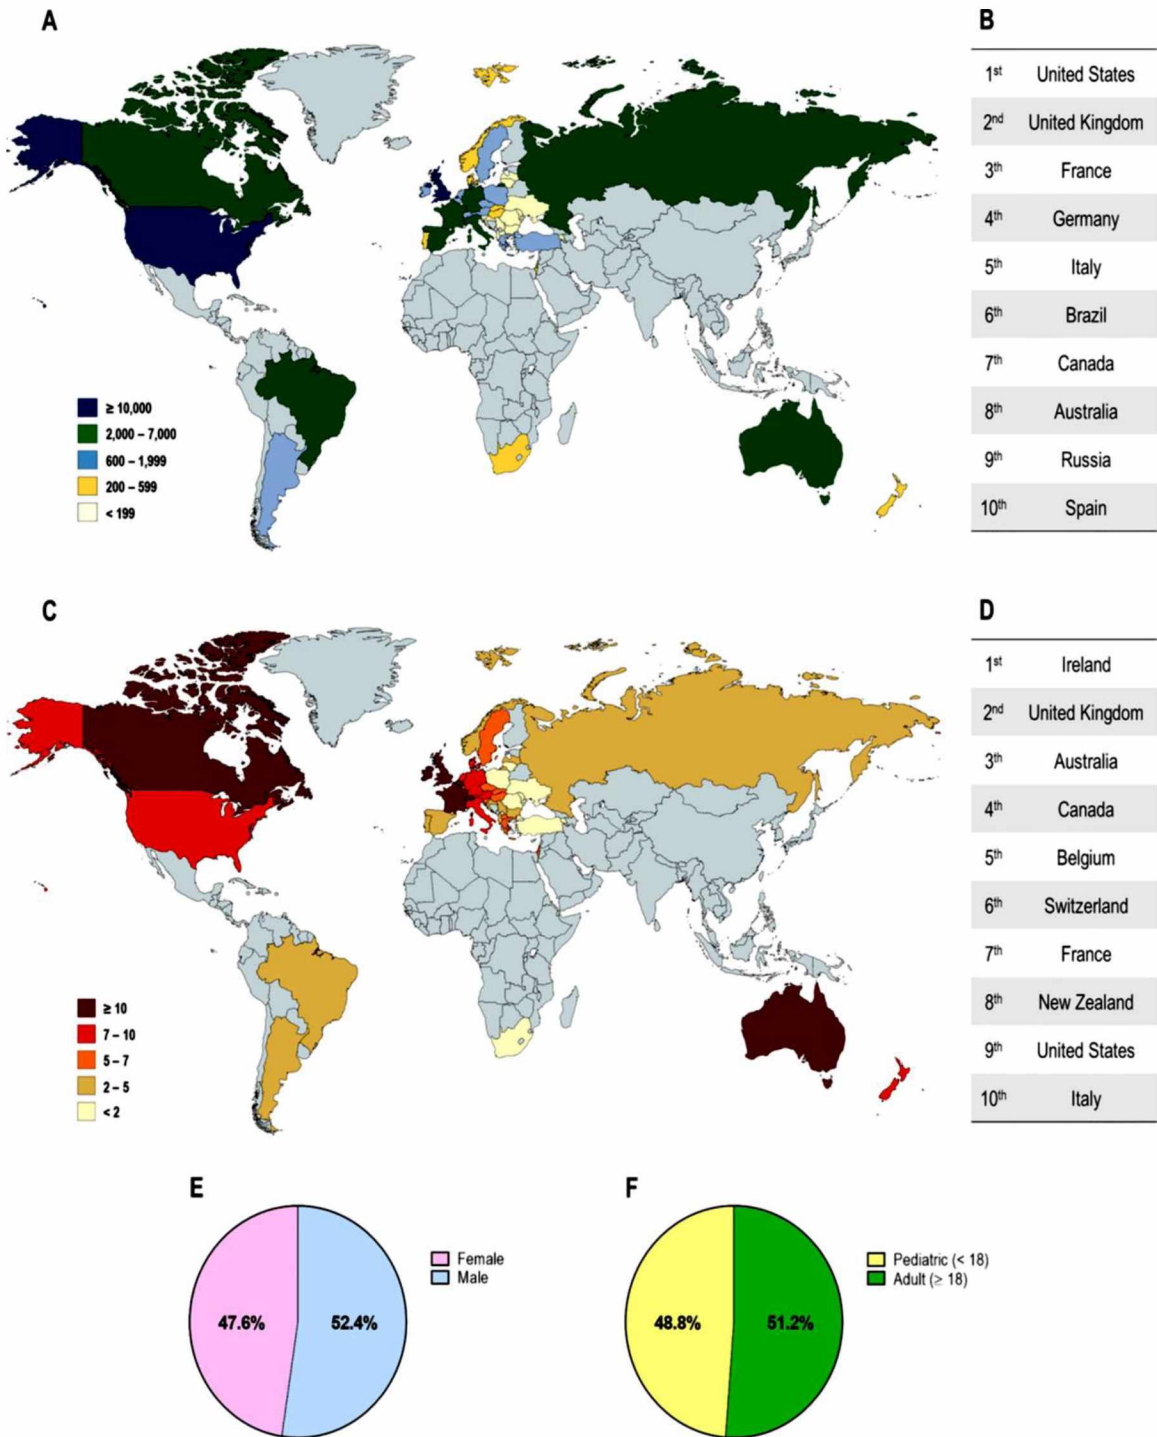 A
B
1st United States
2nd United Kingdom
3rd France
4th Germany
5th Italy
6th Brazil
7th Canada
8th Australia
9th Russia
10th Spain
≥ 10,000
2,000 – 7,000
600 – 1,999
200 – 599
< 199
C
D
1st Ireland
2nd United Kingdom
3rd Australia
4th Canada
5th Belgium
6th Switzerland
7th France
8th New Zealand
9th United States
10th Italy
≥ 10
7 – 10
5 – 7
2 – 5
< 2
E
Female
Male
47.6%
52.4%
F
Pediatric (< 18)
Adult (≥ 18)
48.8%
51.2%